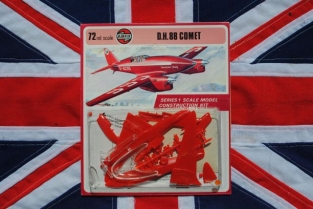 72nd scale
AIRFIX
D.H. 88 COMET
SERIES 1 SCALE MODEL
CONSTRUCTION KIT